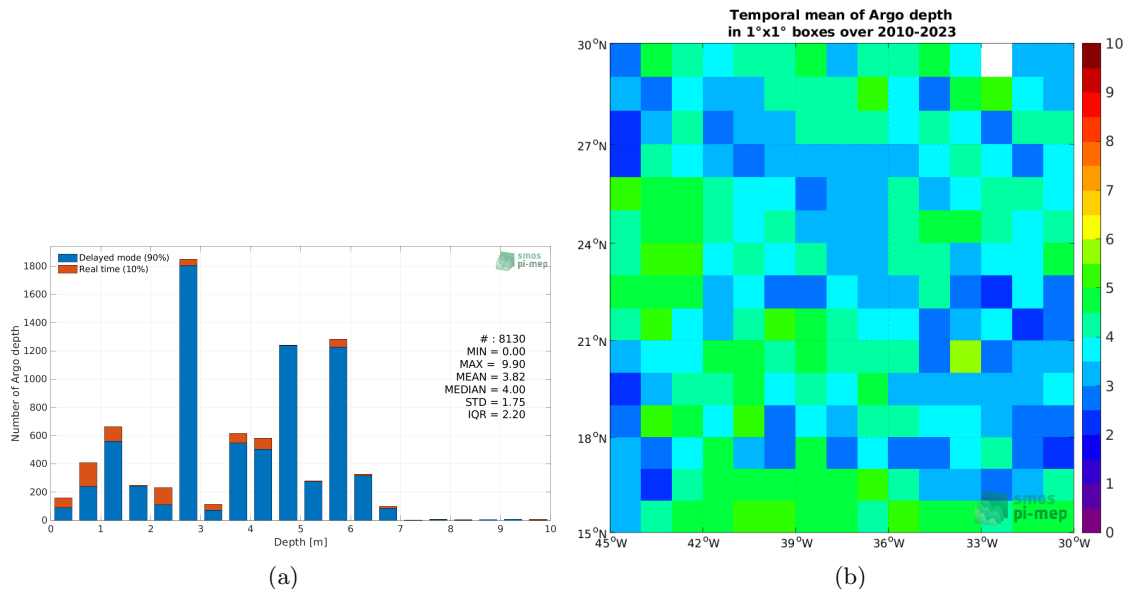 Delayed mode (90%)
Real time (10%)
smos
pi-mep
Number of Argo depth
1800
1600
1400
1200
1000
800
600
400
200
0
# : 8130
MIN = 0.00
MAX = 9.90
MEAN = 3.82
MEDIAN = 4.00
STD = 1.75
IQR = 2.20
0 1 2 3 4 5 6 7 8 9 10
Depth [m]
(a)
Temporal mean of Argo depth
in 1°x1° boxes over 2010-2023
30°N
27°N
24°N
21°N
18°N
15°N
45°W 42°W 39°W 36°W 33°W 30°W
smos
pi-mep
10
9
8
7
6
5
4
3
2
1
0
(b)